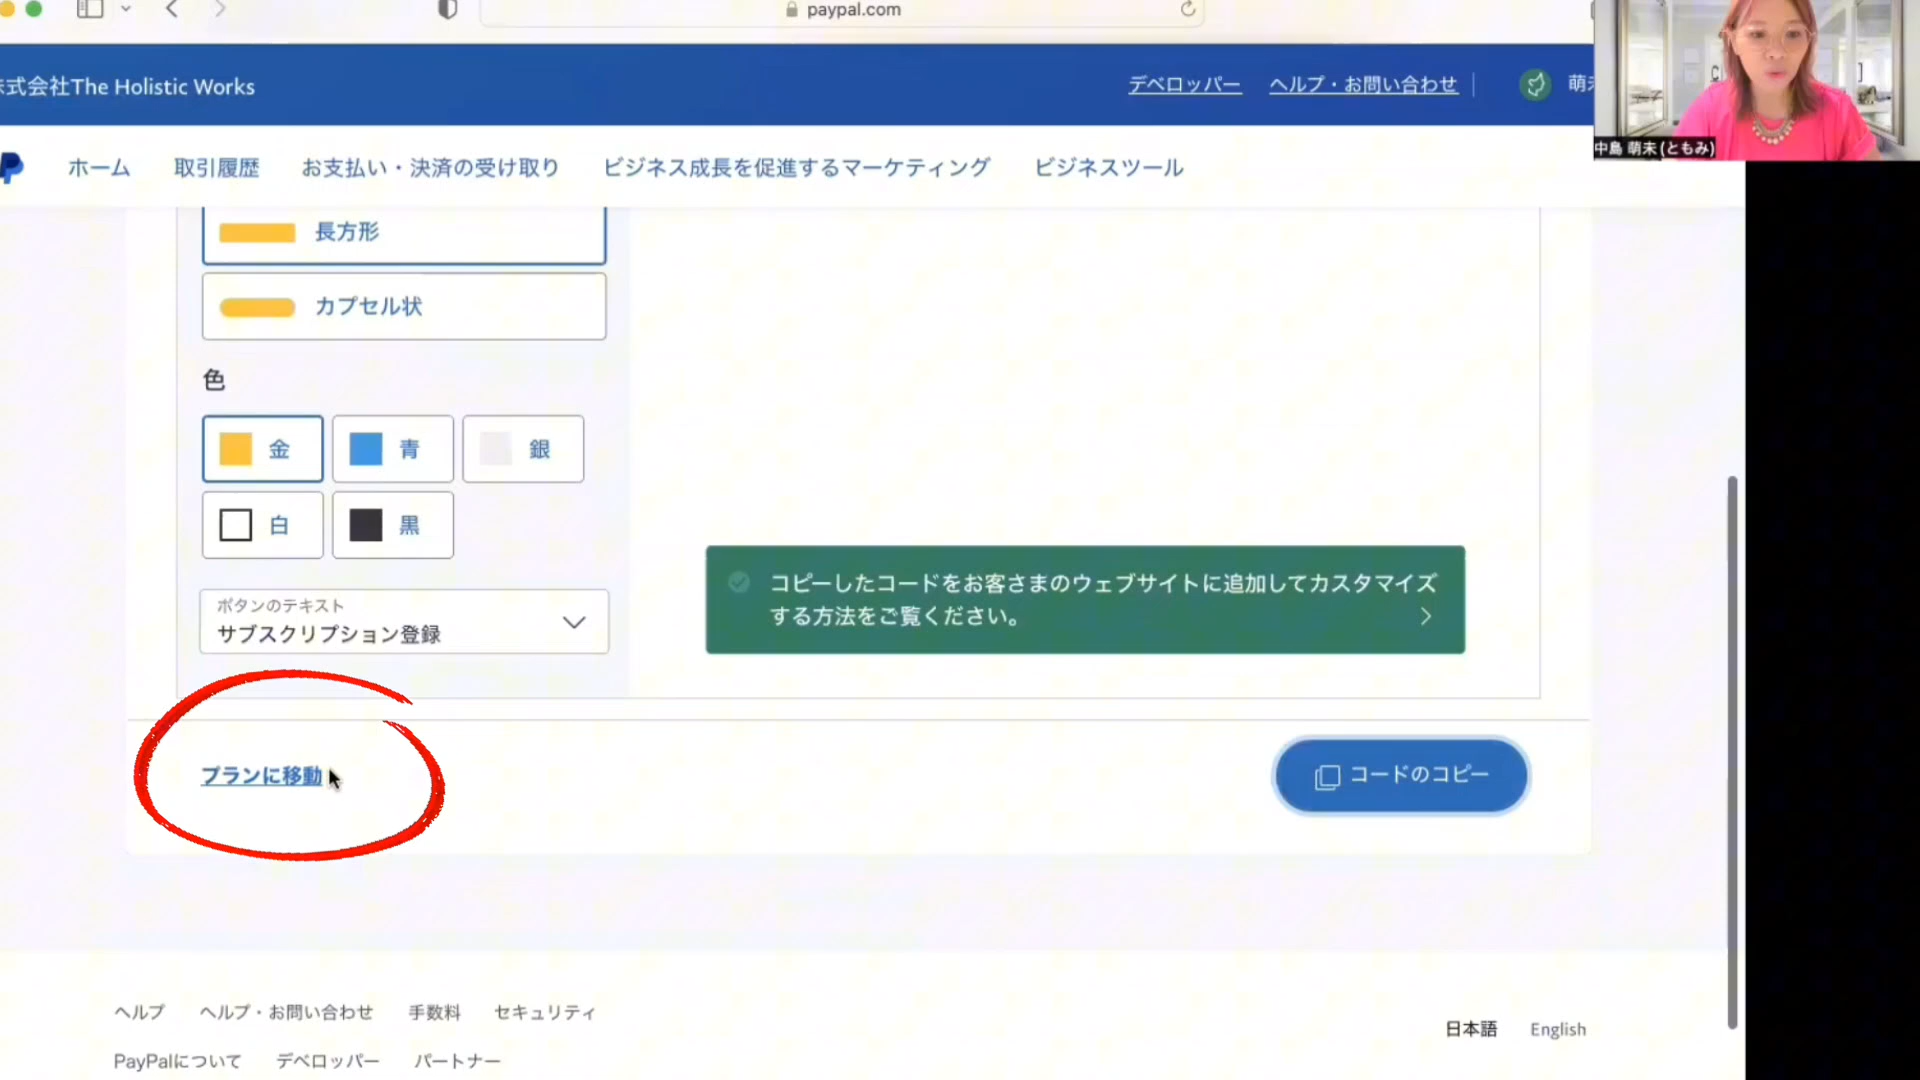 paypal.com
式会社The Holistic Works
デベロッパー
ヘルプ・お問い合わせ
萌未
中島 萌未(ともみ)
ホーム
取引履歴
お支払い・決済の受け取り
ビジネス成長を促進するマーケティング
ビジネスツール
長方形
カプセル状
色
金
青
銀
白
黒
ボタンのテキスト
サブスクリプション登録
コピーしたコードをお客さまのウェブサイトに追加してカスタマイズ
する方法をご覧ください。
プランに移動
コードのコピー
ヘルプ
ヘルプ・お問い合わせ
手数料
セキュリティ
日本語
English
PayPalについて
デベロッパー
パートナー